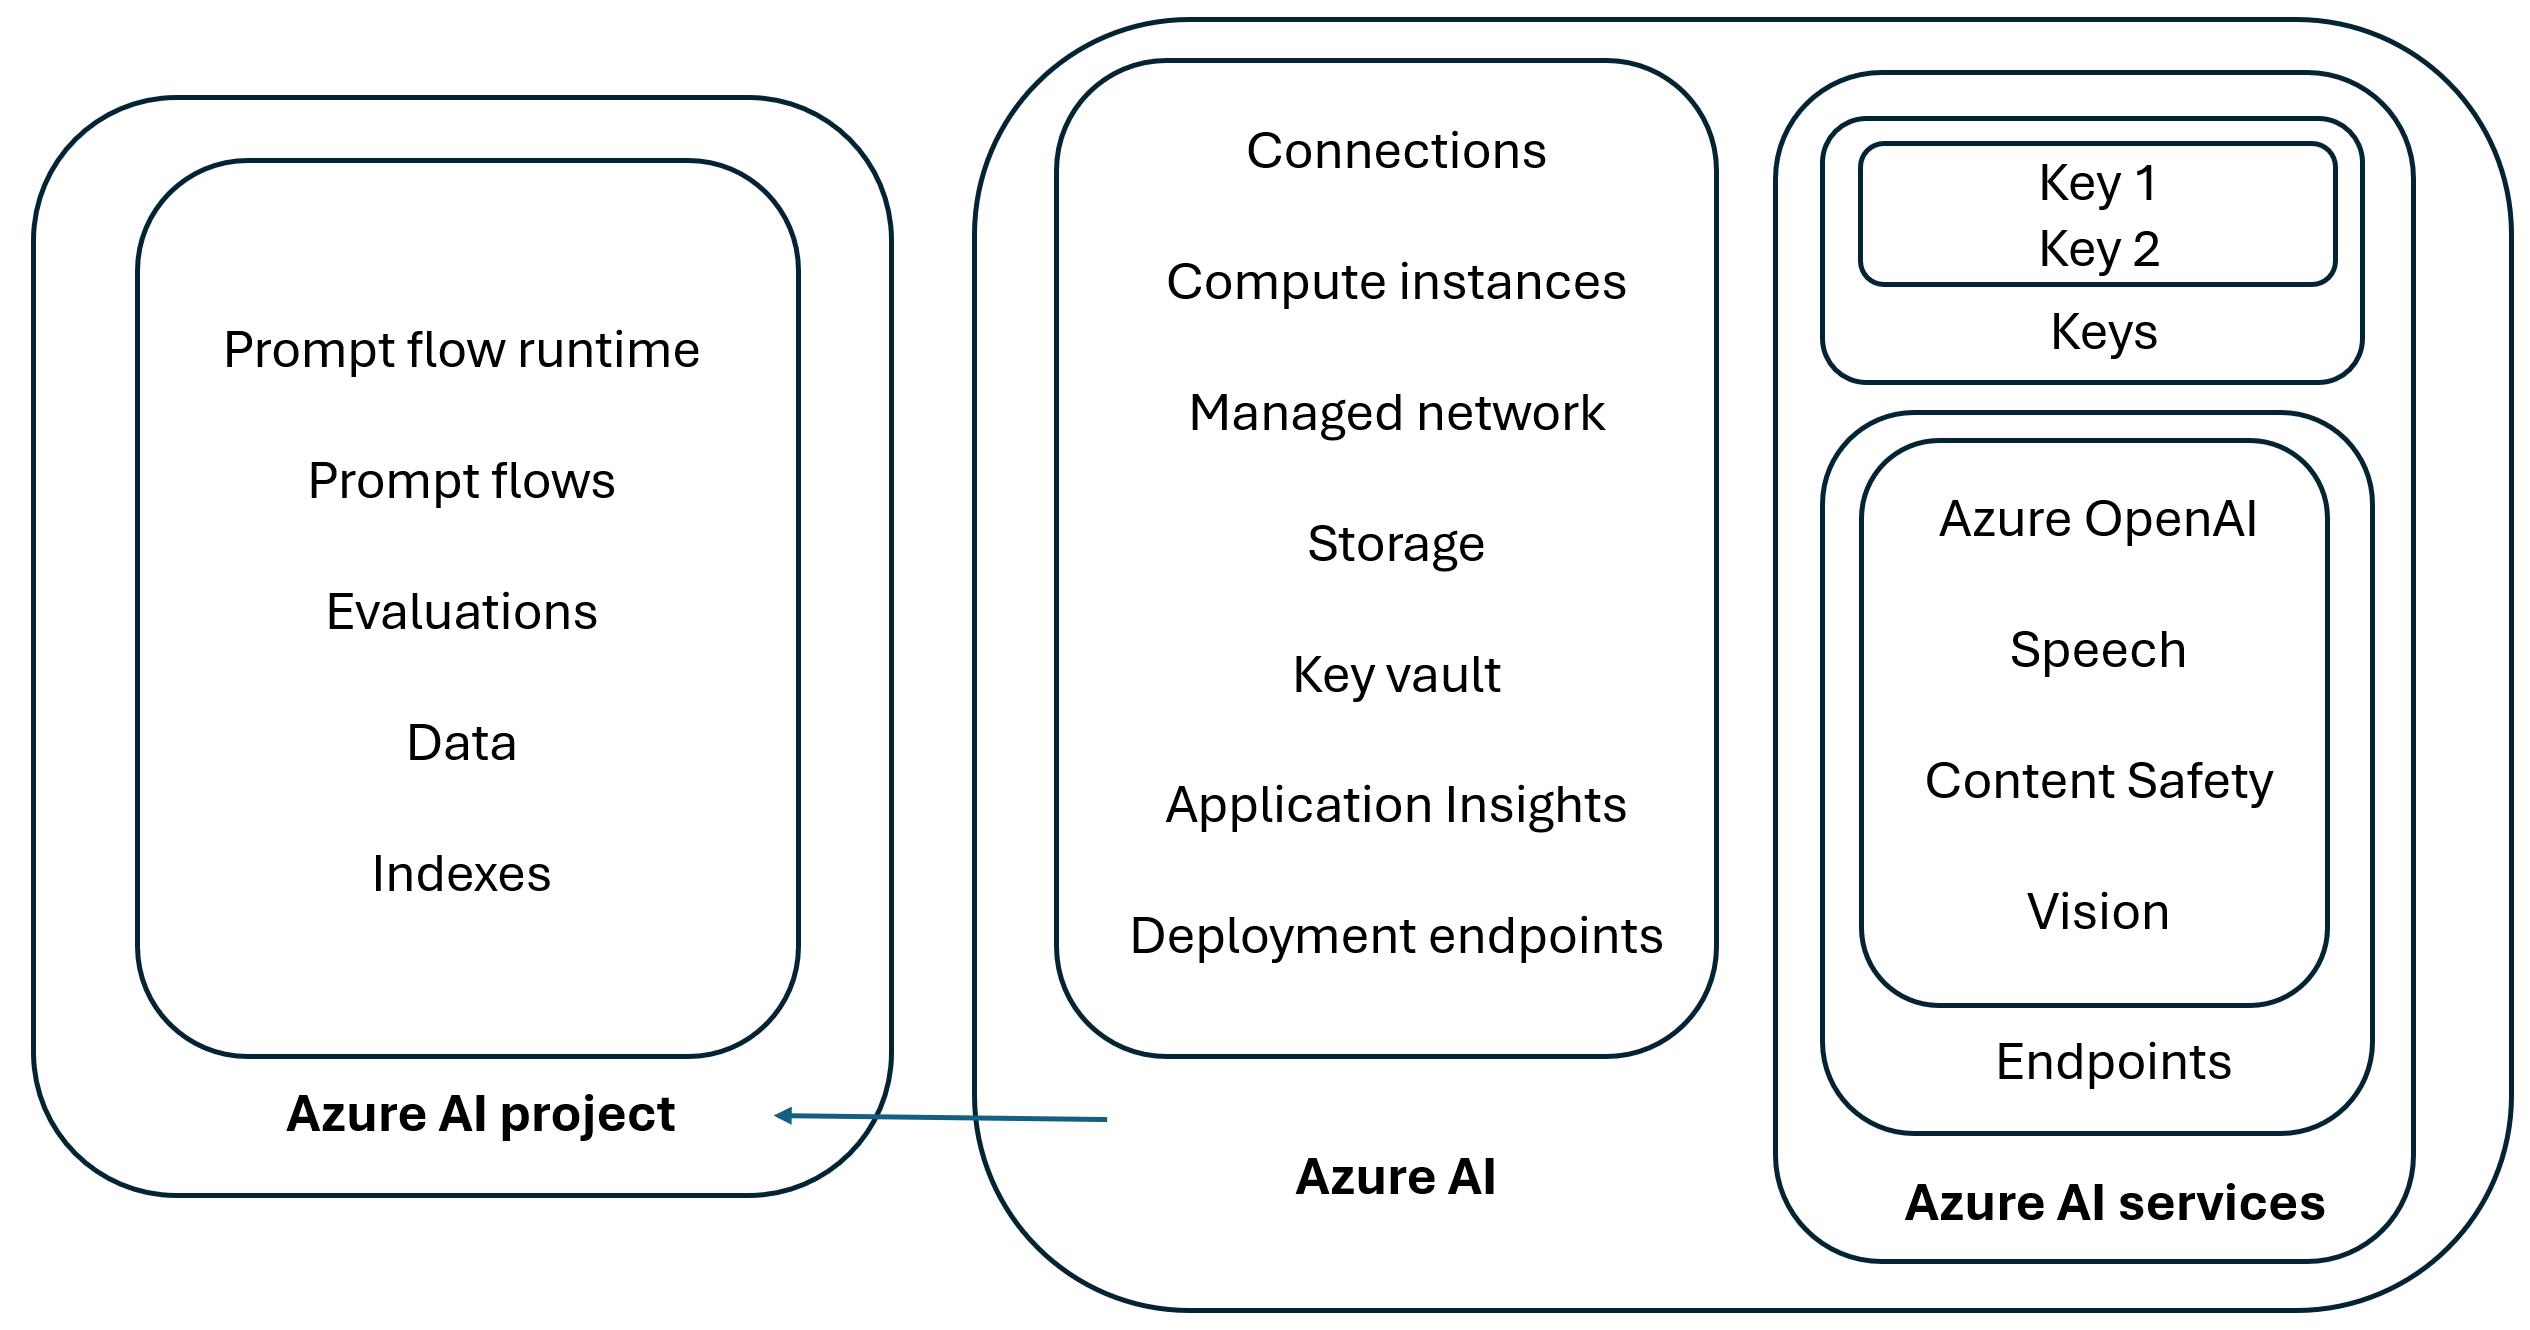 Prompt flow runtime
Prompt flows
Evaluations
Data
Indexes
Azure AI project
Connections
Compute instances
Managed network
Storage
Key vault
Application Insights
Deployment endpoints
Azure AI
Key 1
Key 2
Keys
Azure OpenAI
Speech
Content Safety
Vision
Endpoints
Azure AI services